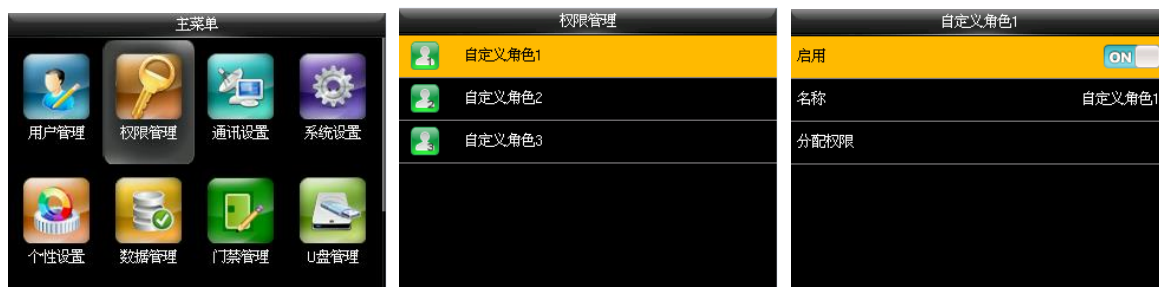 主菜单
用户管理 权限管理 通讯设置 系统设置
个性设置 数据管理 门禁管理 U盘管理
权限管理
自定义角色1
自定义角色2
自定义角色3
自定义角色1
启用 ON
名称 自定义角色1
分配权限